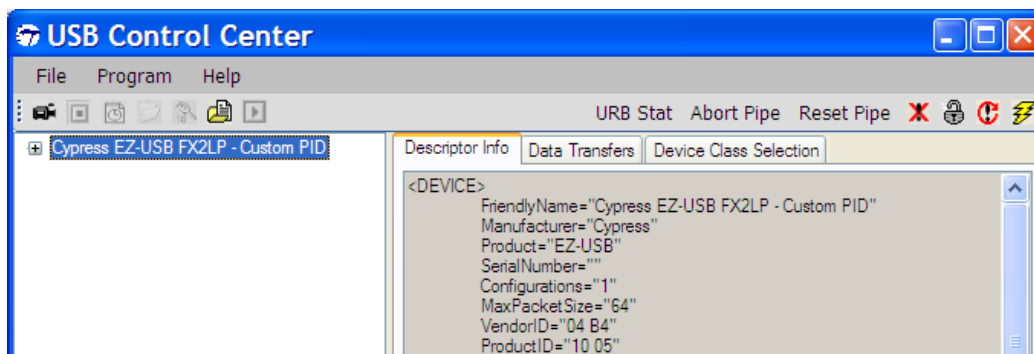 USB Control Center
File Program Help
URB Stat Abort Pipe Reset Pipe
Cypress EZ-USB FX2LP - Custom PID
Descriptor Info Data Transfers Device Class Selection
<DEVICE>
FriendlyName="Cypress EZ-USB FX2LP - Custom PID"
Manufacturer="Cypress"
Product="EZ-USB"
SerialNumber=""
Configurations="1"
MaxPacketSize="64"
VendorID="04 B4"
ProductID="10 05"